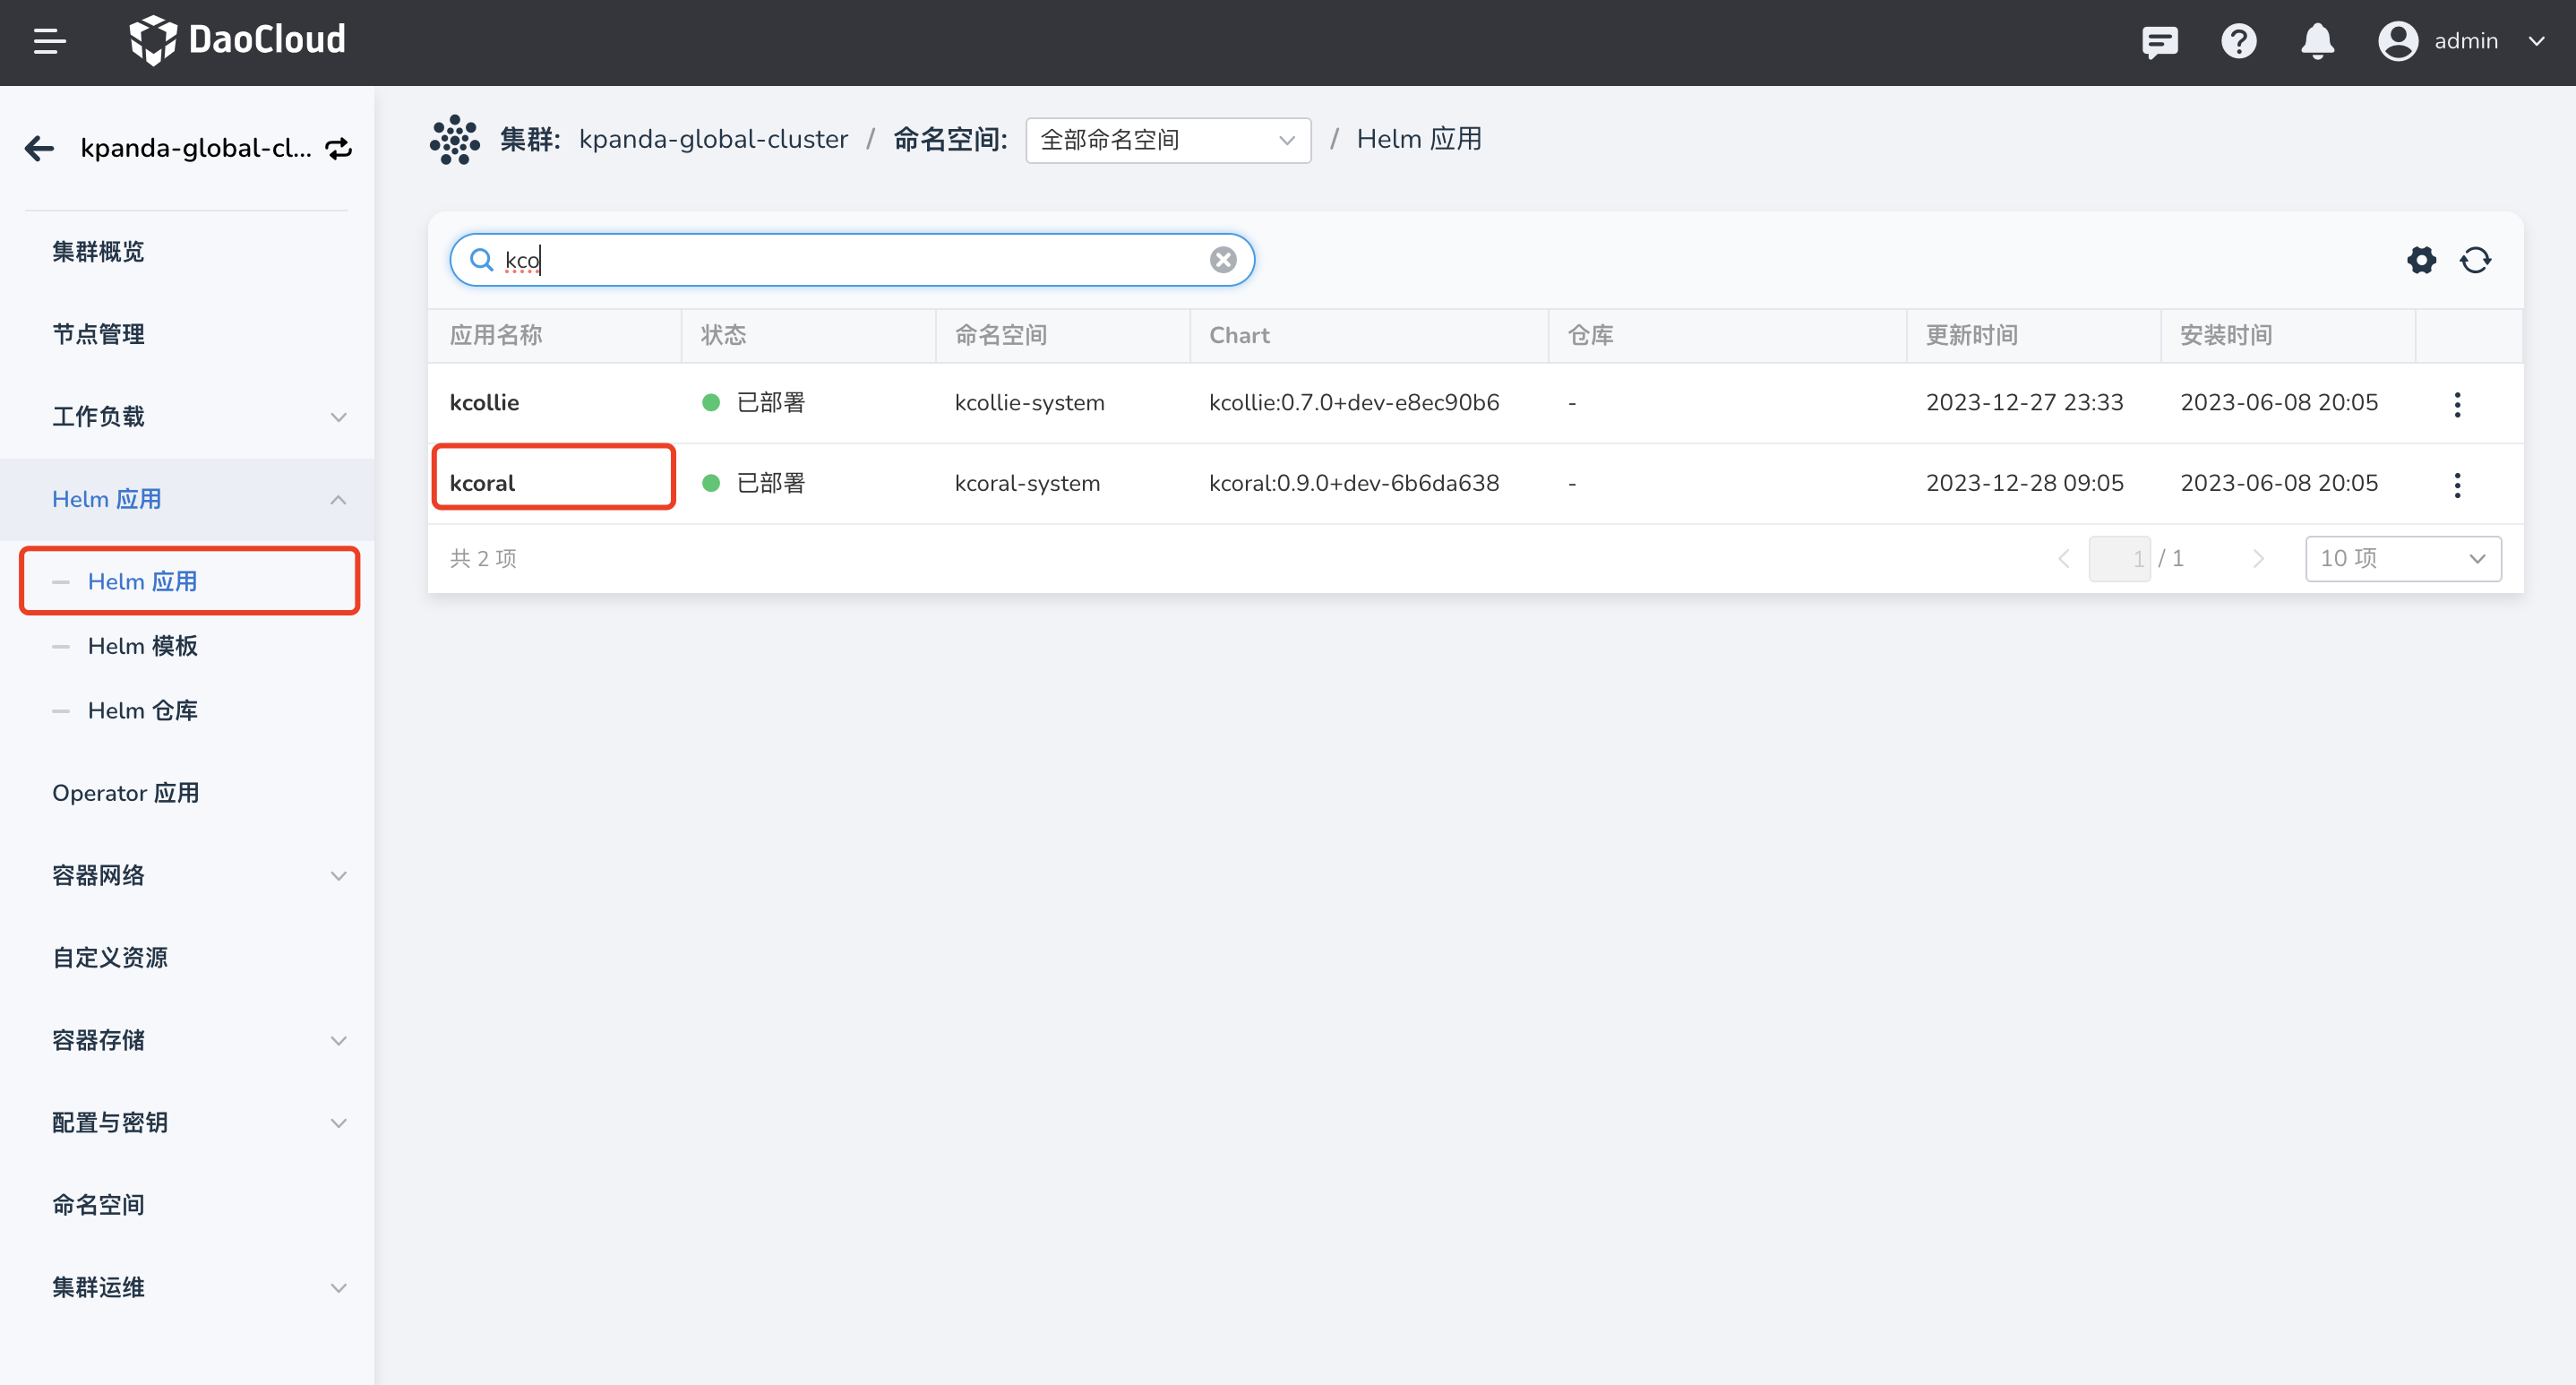 DaoCloud
admin
kpanda-global-cl...
集群概览
节点管理
工作负载
Helm 应用
Helm 应用
Helm 模板
Helm 仓库
Operator 应用
容器网络
自定义资源
容器存储
配置与密钥
命名空间
集群运维
集群: kpanda-global-cluster / 命名空间: 全部命名空间 / Helm 应用
kco
应用名称 状态 命名空间 Chart 仓库 更新时间 安装时间
kcollie 已部署 kcollie-system kcollie:0.7.0+dev-e8ec90b6 - 2023-12-27 23:33 2023-06-08 20:05
kcoral 已部署 kcoral-system kcoral:0.9.0+dev-6b6da638 - 2023-12-28 09:05 2023-06-08 20:05
共 2 项 1 / 1 10 项